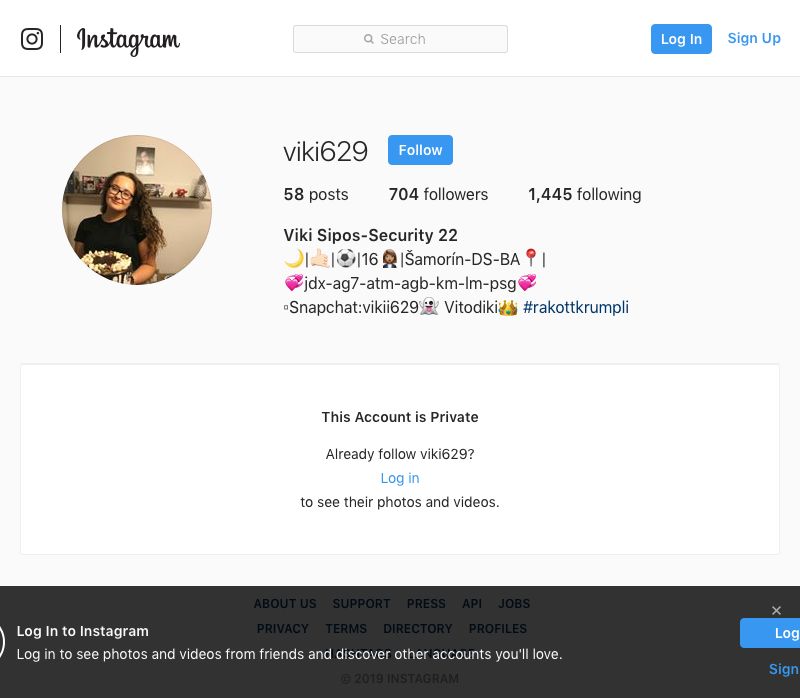 Instagram
Search
Log In
Sign Up
viki629
Follow
58 posts 704 followers 1,445 following
Viki Sipos-Security 22
🌙|🤙🏻|⚽|16👩🏽‍💼|Šamorín-DS-BA📍|
💞jdx-ag7-atm-agb-km-lm-psg💞
▫Snapchat:vikii629👻 Vitodiki👑 #rakottkrumpli
This Account is Private
Already follow viki629?
Log in
to see their photos and videos.
ABOUT US SUPPORT PRESS API JOBS
PRIVACY TERMS DIRECTORY PROFILES
© 2019 INSTAGRAM
Log In to Instagram
Log in to see photos and videos from friends and discover other accounts you'll love.
Log
Sign